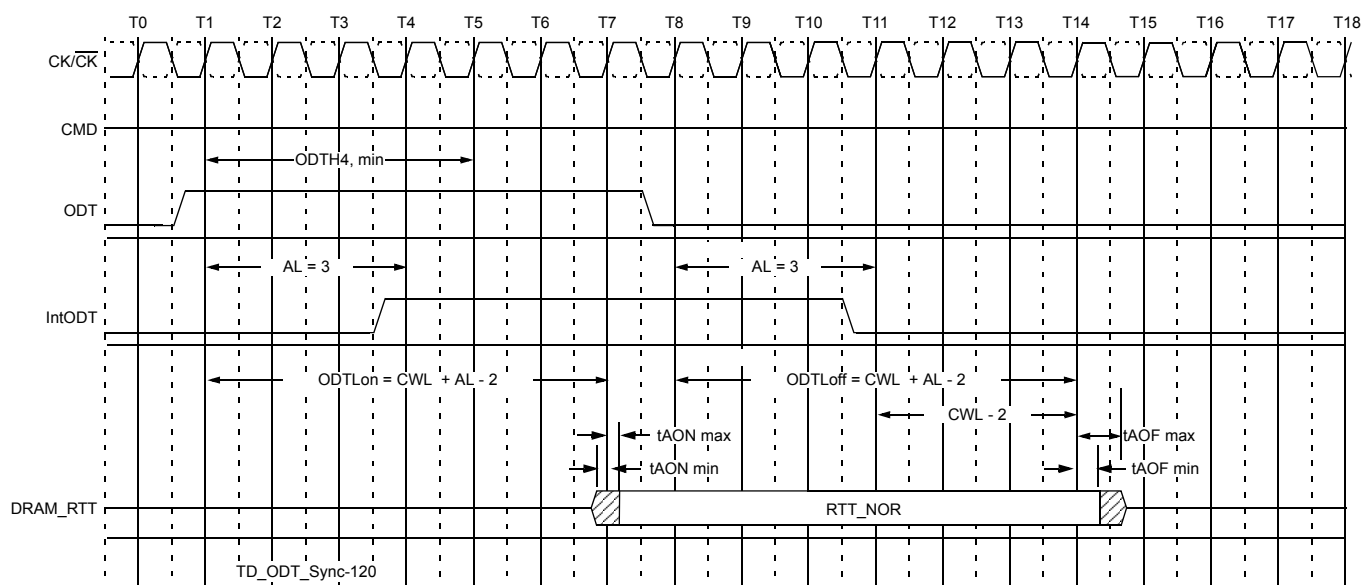 T0 T1 T2 T3 T4 T5 T6 T7 T8 T9 T10 T11 T12 T13 T14 T15 T16 T17 T18
CK/C̅K̅
CMD
ODTH4, min
ODT
AL = 3 AL = 3
IntODT
ODTLon = CWL + AL - 2 ODTLoff = CWL + AL - 2
CWL - 2
tAON max tAOF max
tAON min tAOF min
DRAM_RTT RTT_NOR
TD_ODT_Sync-120